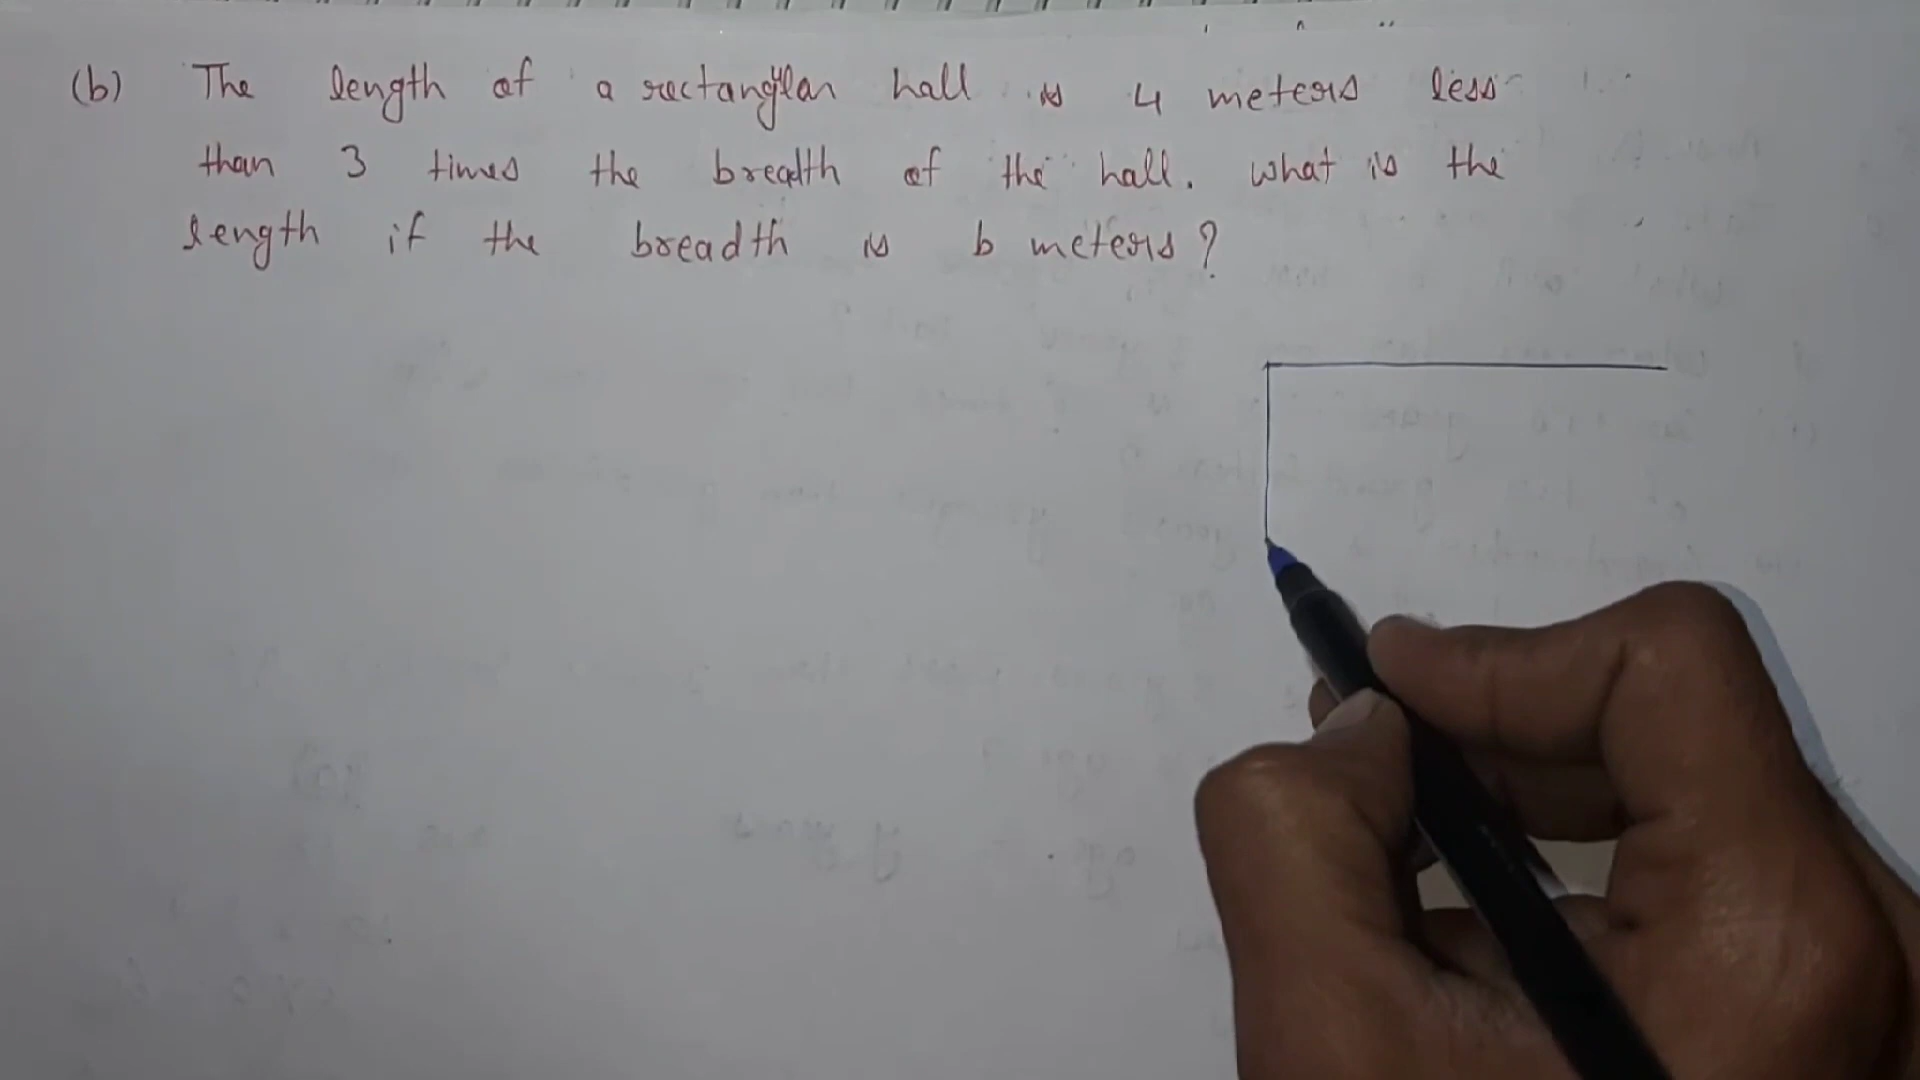 (b) The length of a rectangular hall is 4 meters less
than 3 times the breadth of the hall. what is the
length if the breadth is b meters?